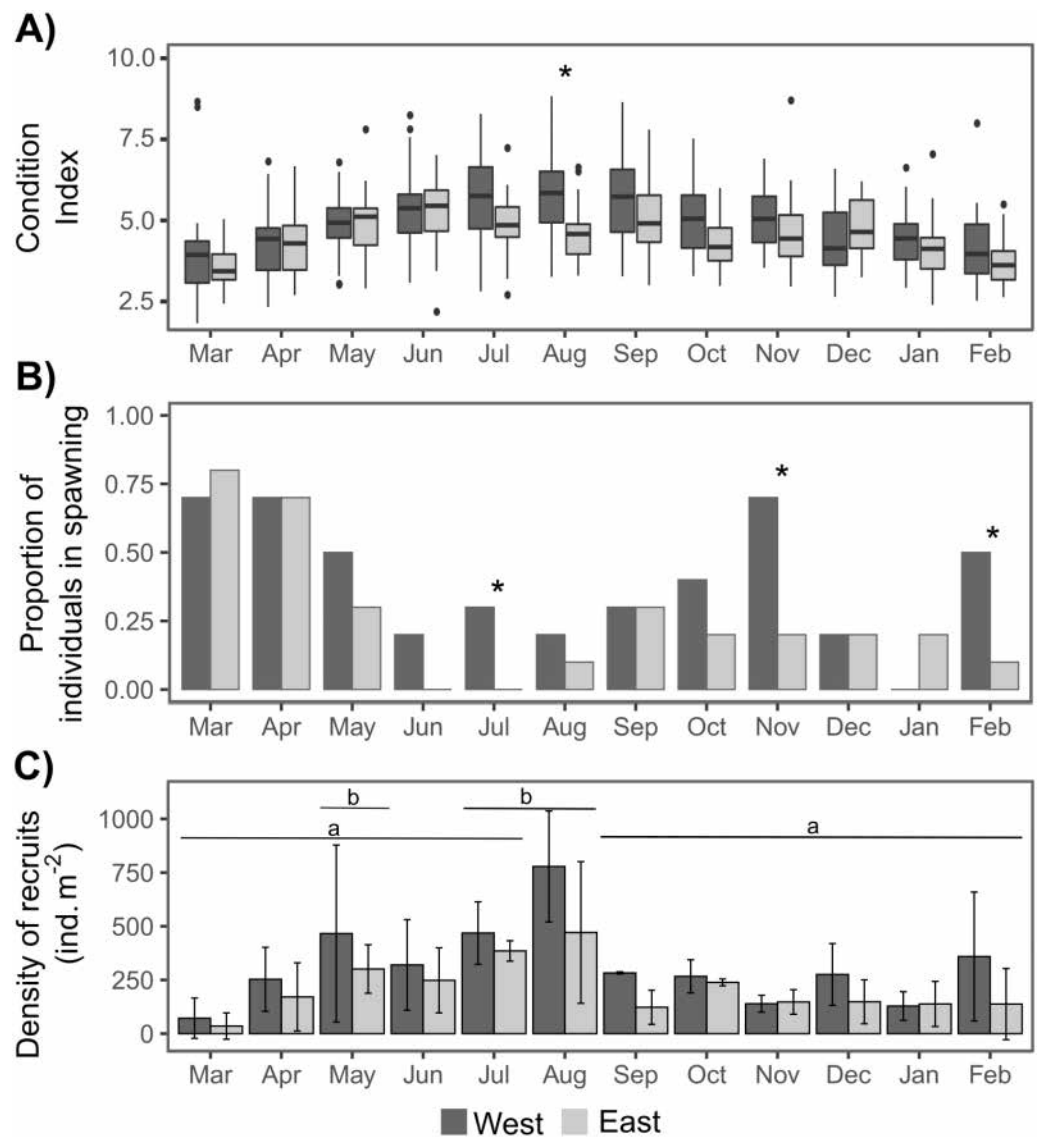 A)
10.0
7.5
5.0
2.5
Condition
Index
*
Mar Apr May Jun Jul Aug Sep Oct Nov Dec Jan Feb
B)
1.00
0.75
0.50
0.25
0.00
Proportion of
individuals in spawning
* * *
Mar Apr May Jun Jul Aug Sep Oct Nov Dec Jan Feb
C)
1000
750
500
250
0
Density of recruits
(ind. m⁻²)
b b
a a
Mar Apr May Jun Jul Aug Sep Oct Nov Dec Jan Feb
West East